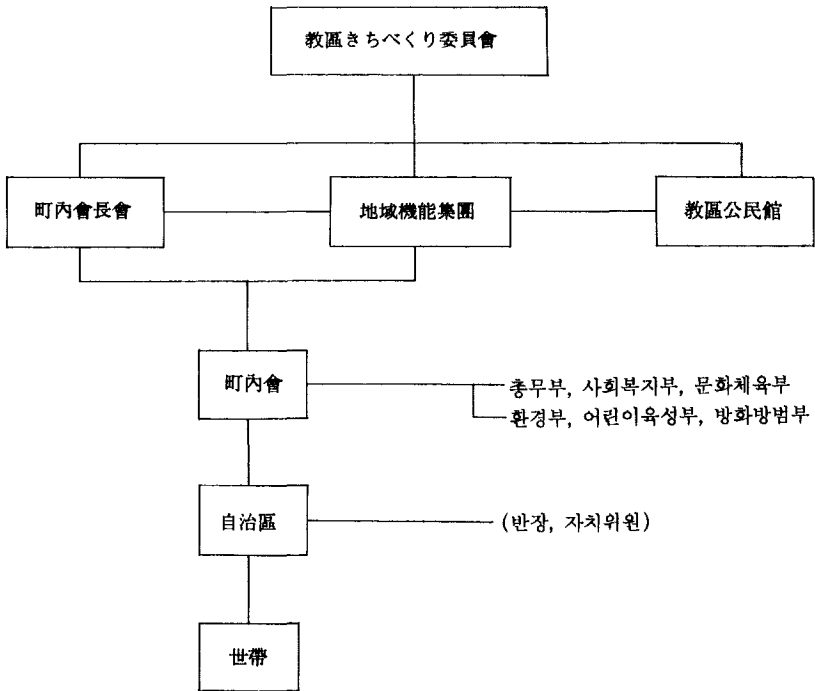 教區きちべくり委員會
町內會長會
地域機能集團
教區公民館
町內會
총무부, 사회복지부, 문화체육부
환경부, 어린이육성부, 방화방범부
自治區
(반장, 자치위원)
世帶